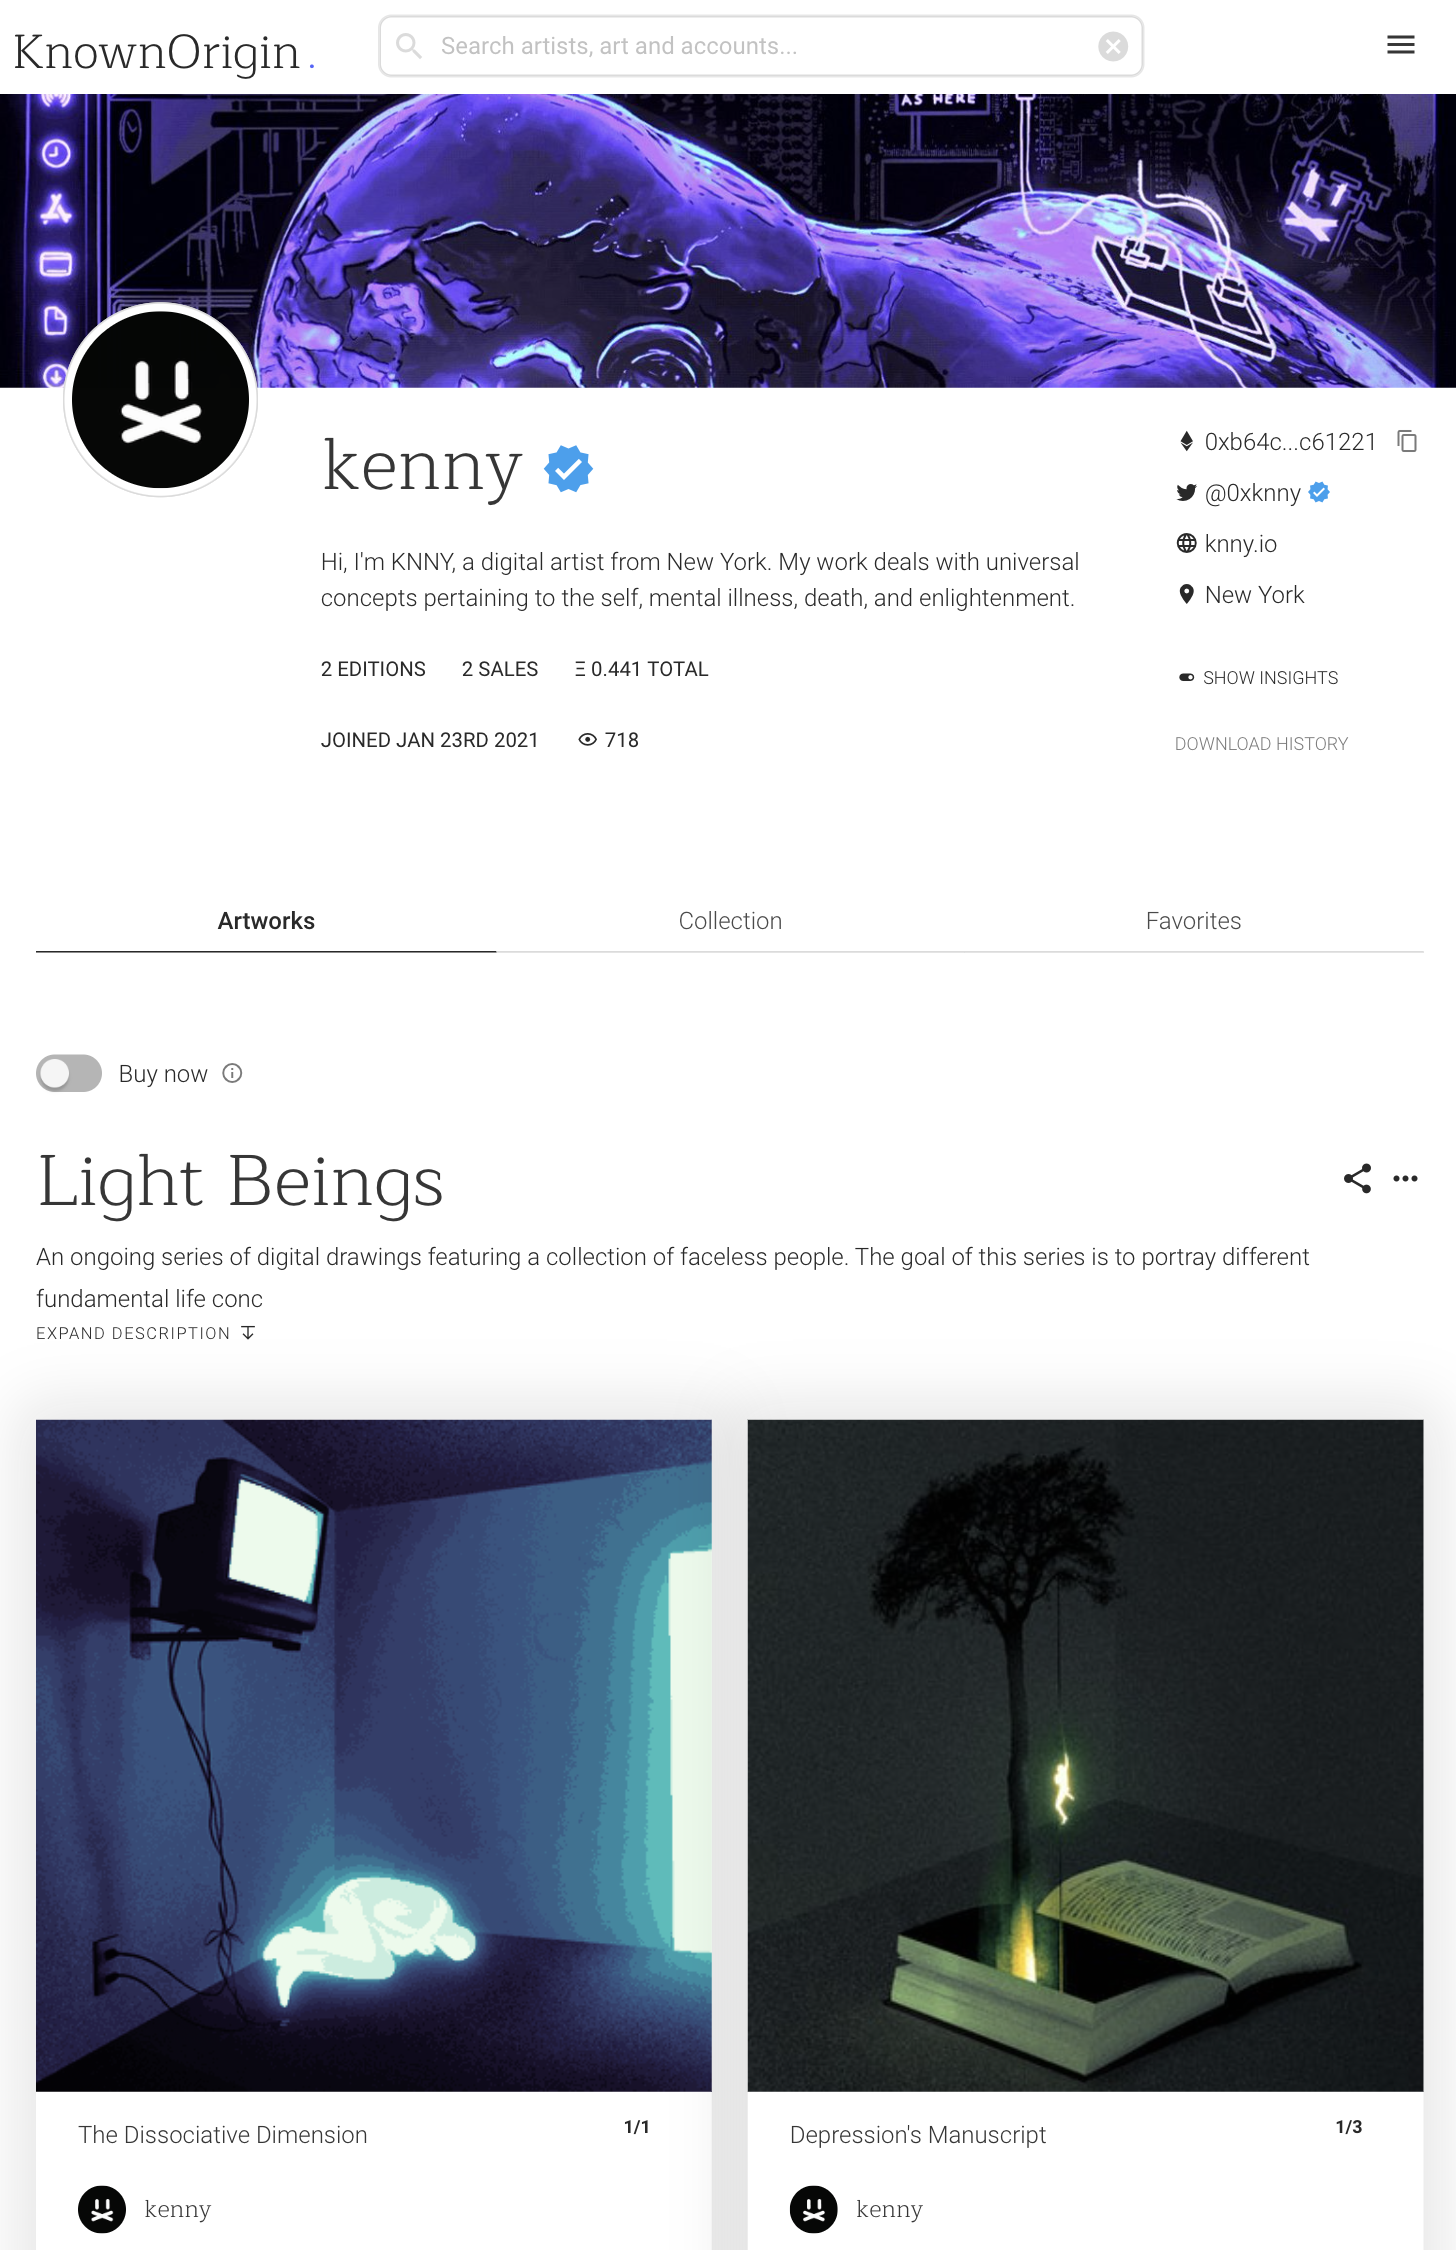 KnownOrigin.
Search artists, art and accounts...
AS HERE
kenny
0xb64c...c61221
@0xknny
knny.io
New York
Hi, I'm KNNY, a digital artist from New York. My work deals with universal
concepts pertaining to the self, mental illness, death, and enlightenment.
2 EDITIONS 2 SALES Ξ 0.441 TOTAL
SHOW INSIGHTS
JOINED JAN 23RD 2021 718
DOWNLOAD HISTORY
Artworks Collection Favorites
Buy now
Light Beings
An ongoing series of digital drawings featuring a collection of faceless people. The goal of this series is to portray different
fundamental life conc
EXPAND DESCRIPTION
The Dissociative Dimension 1/1
kenny
Depression's Manuscript 1/3
kenny